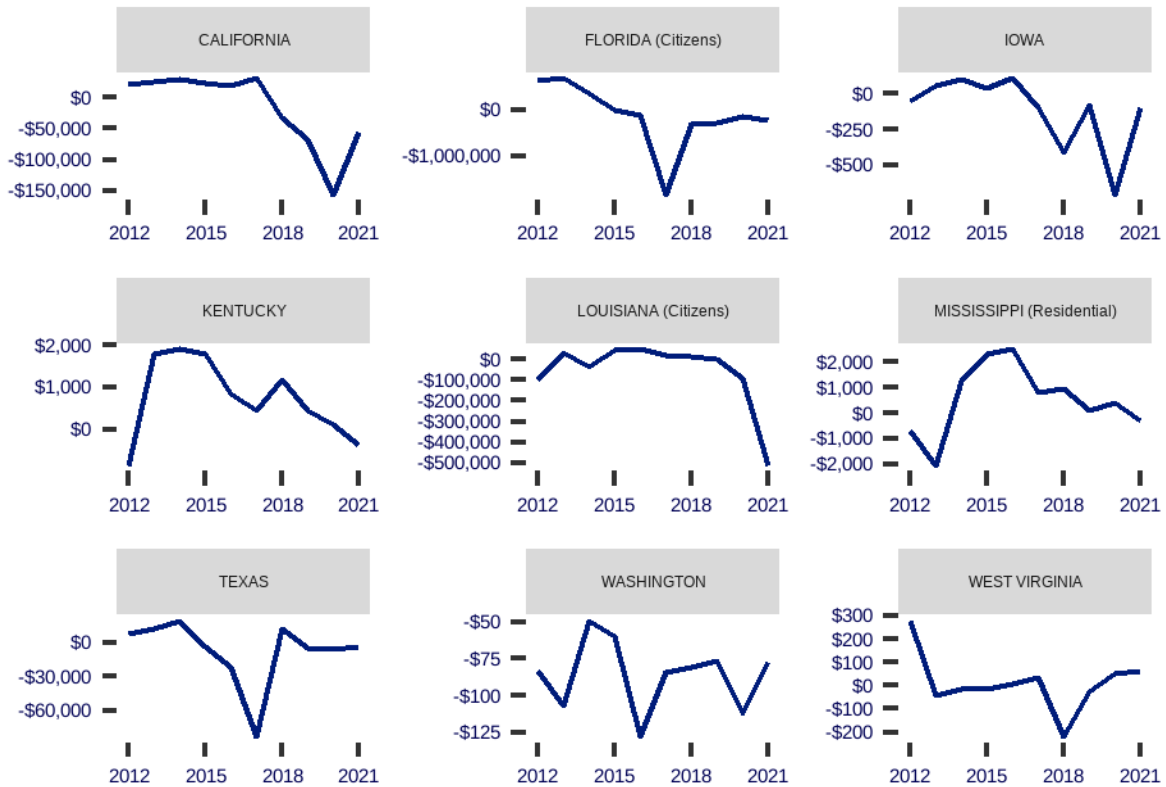 CALIFORNIA
$0
-$50,000
-$100,000
-$150,000
2012 2015 2018 2021
FLORIDA (Citizens)
$0
-$1,000,000
2012 2015 2018 2021
IOWA
$0
-$250
-$500
2012 2015 2018 2021
KENTUCKY
$2,000
$1,000
$0
2012 2015 2018 2021
LOUISIANA (Citizens)
$0
-$100,000
-$200,000
-$300,000
-$400,000
-$500,000
2012 2015 2018 2021
MISSISSIPPI (Residential)
$2,000
$1,000
$0
-$1,000
-$2,000
2012 2015 2018 2021
TEXAS
$0
-$30,000
-$60,000
2012 2015 2018 2021
WASHINGTON
-$50
-$75
-$100
-$125
2012 2015 2018 2021
WEST VIRGINIA
$300
$200
$100
$0
-$100
-$200
2012 2015 2018 2021